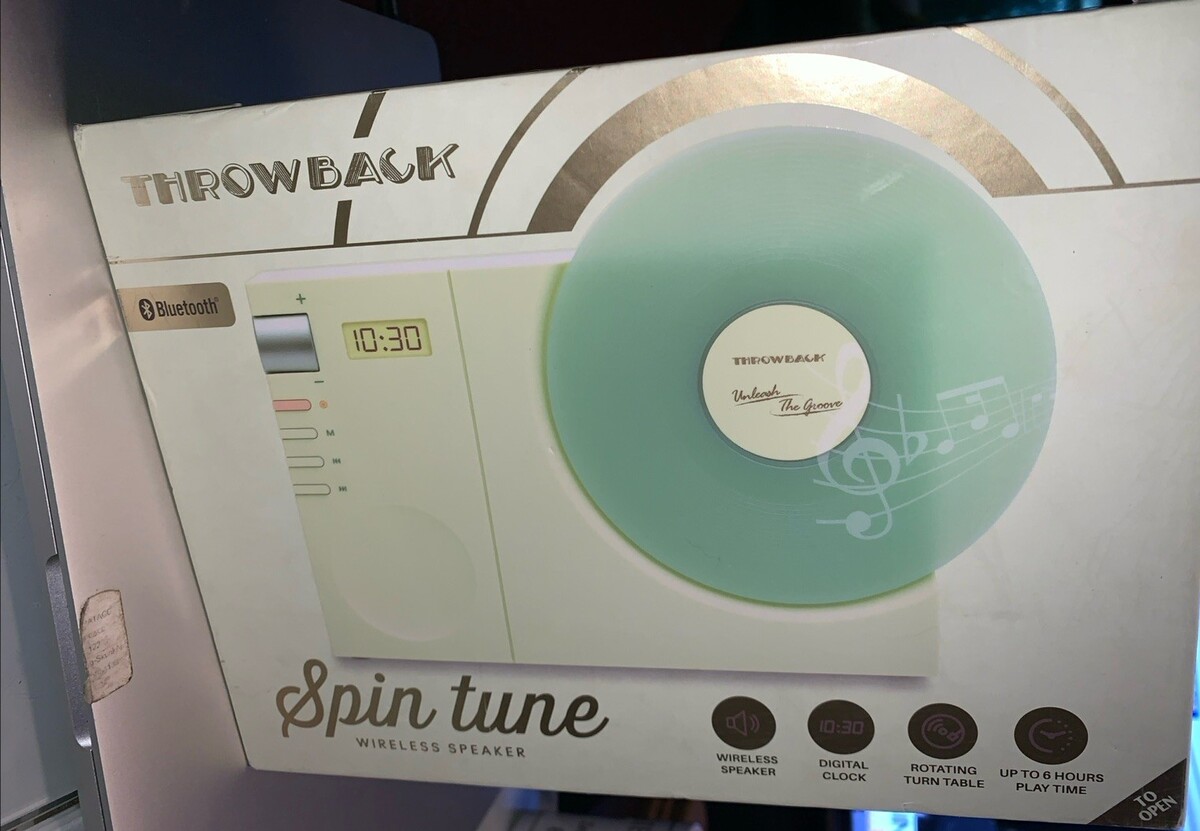 THROWBACK
Bluetooth®
+
10:30
−
M
THROWBACK
Unleash
The Groove
Spin tune
WIRELESS SPEAKER
WIRELESS
SPEAKER
10:30
DIGITAL
CLOCK
ROTATING
TURN TABLE
UP TO 6 HOURS
PLAY TIME
TO
OPEN